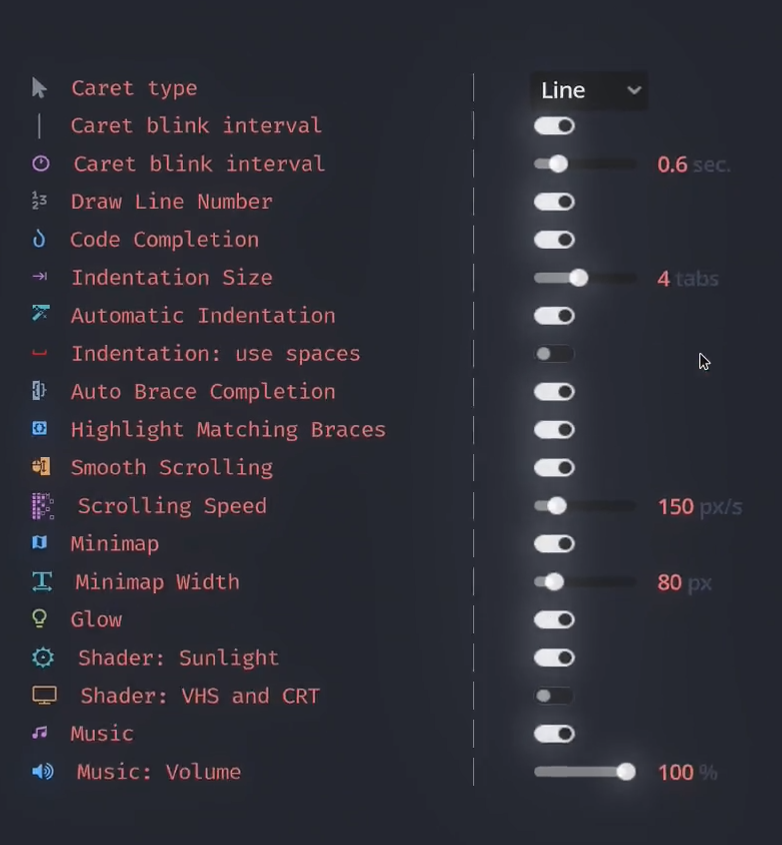 Caret type Line
Caret blink interval
Caret blink interval 0.6 sec.
Draw Line Number
Code Completion
Indentation Size 4 tabs
Automatic Indentation
Indentation: use spaces
Auto Brace Completion
Highlight Matching Braces
Smooth Scrolling
Scrolling Speed 150 px/s
Minimap
Minimap Width 80 px
Glow
Shader: Sunlight
Shader: VHS and CRT
Music
Music: Volume 100 %